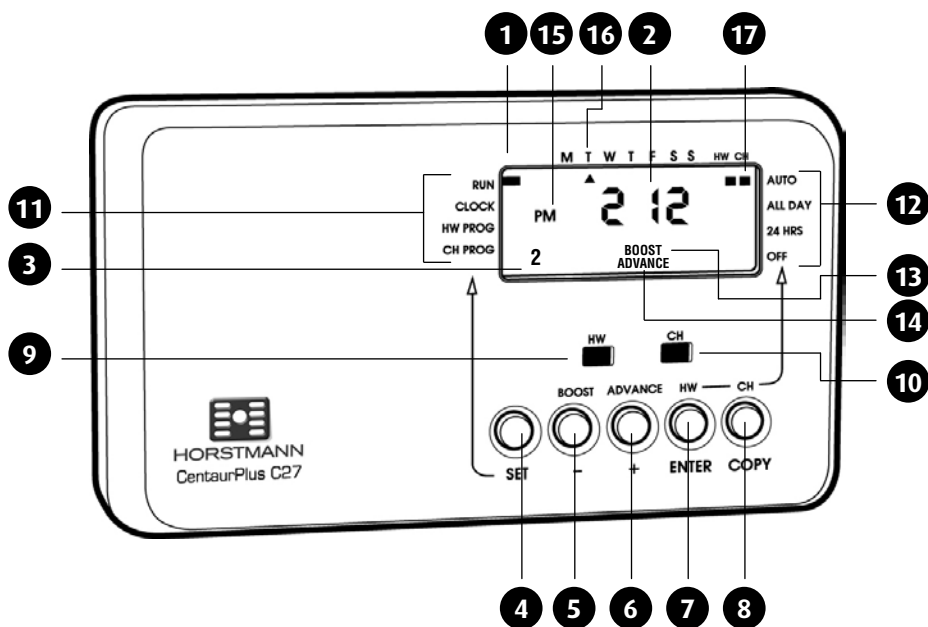 1 15 16 2 17
M T W T F S S HW CH
RUN
CLOCK
HW PROG
CH PROG
PM
2 12
2
BOOST
ADVANCE
AUTO
ALL DAY
24 HRS
OFF
11
3
12
13
14
9
10
HW CH
BOOST ADVANCE HW CH
SET - + ENTER COPY
HORSTMANN
CentaurPlus C27
4 5 6 7 8